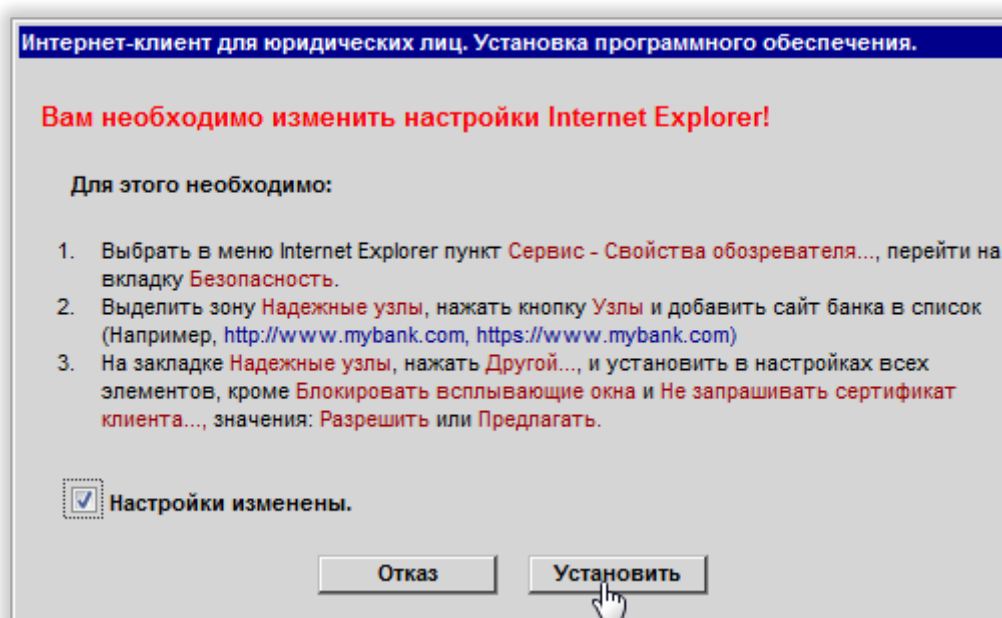 Интернет-клиент для юридических лиц. Установка программного обеспечения.
Вам необходимо изменить настройки Internet Explorer!
Для этого необходимо:
1. Выбрать в меню Internet Explorer пункт Сервис - Свойства обозревателя..., перейти на
вкладку Безопасность.
2. Выделить зону Надежные узлы, нажать кнопку Узлы и добавить сайт банка в список
(Например, http://www.mybank.com, https://www.mybank.com)
3. На закладке Надежные узлы, нажать Другой..., и установить в настройках всех
элементов, кроме Блокировать всплывающие окна и Не запрашивать сертификат
клиента..., значения: Разрешить или Предлагать.
Настройки изменены.
Отказ Установить